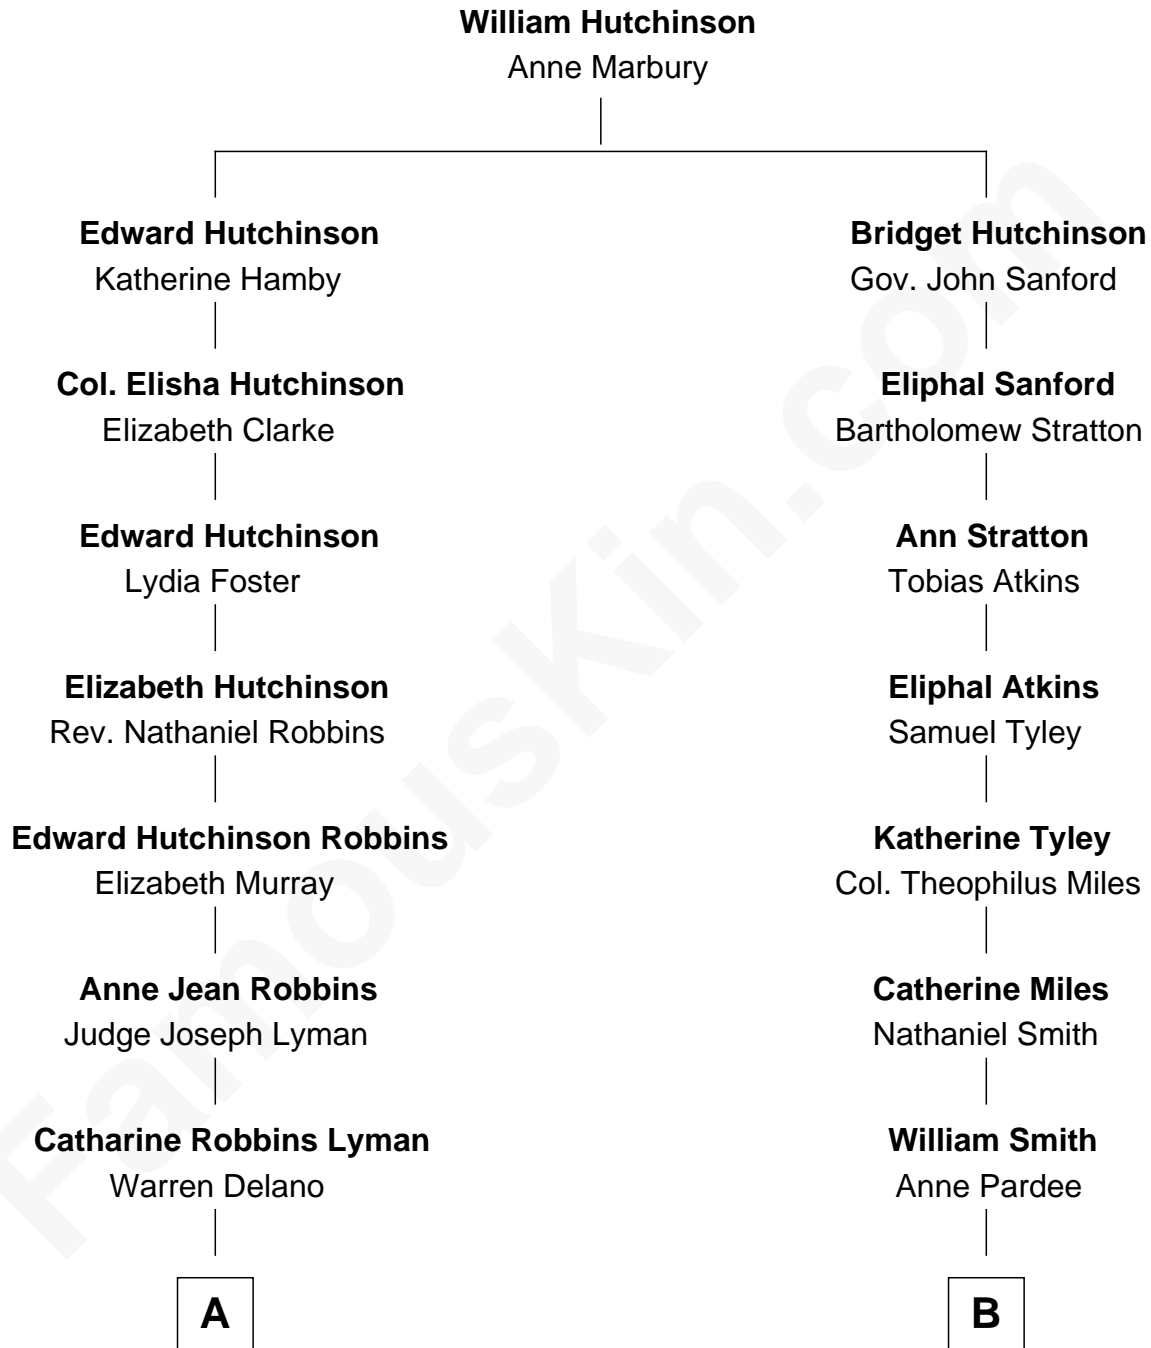 William Hutchinson
Anne Marbury
Edward Hutchinson
Katherine Hamby
Bridget Hutchinson
Gov. John Sanford
Col. Elisha Hutchinson
Elizabeth Clarke
Eliphal Sanford
Bartholomew Stratton
Edward Hutchinson
Lydia Foster
Ann Stratton
Tobias Atkins
Elizabeth Hutchinson
Rev. Nathaniel Robbins
Eliphal Atkins
Samuel Tyley
Edward Hutchinson Robbins
Elizabeth Murray
Katherine Tyley
Col. Theophilus Miles
Anne Jean Robbins
Judge Joseph Lyman
Catherine Miles
Nathaniel Smith
Catharine Robbins Lyman
Warren Delano
William Smith
Anne Pardee
A
B
FamousKin.com